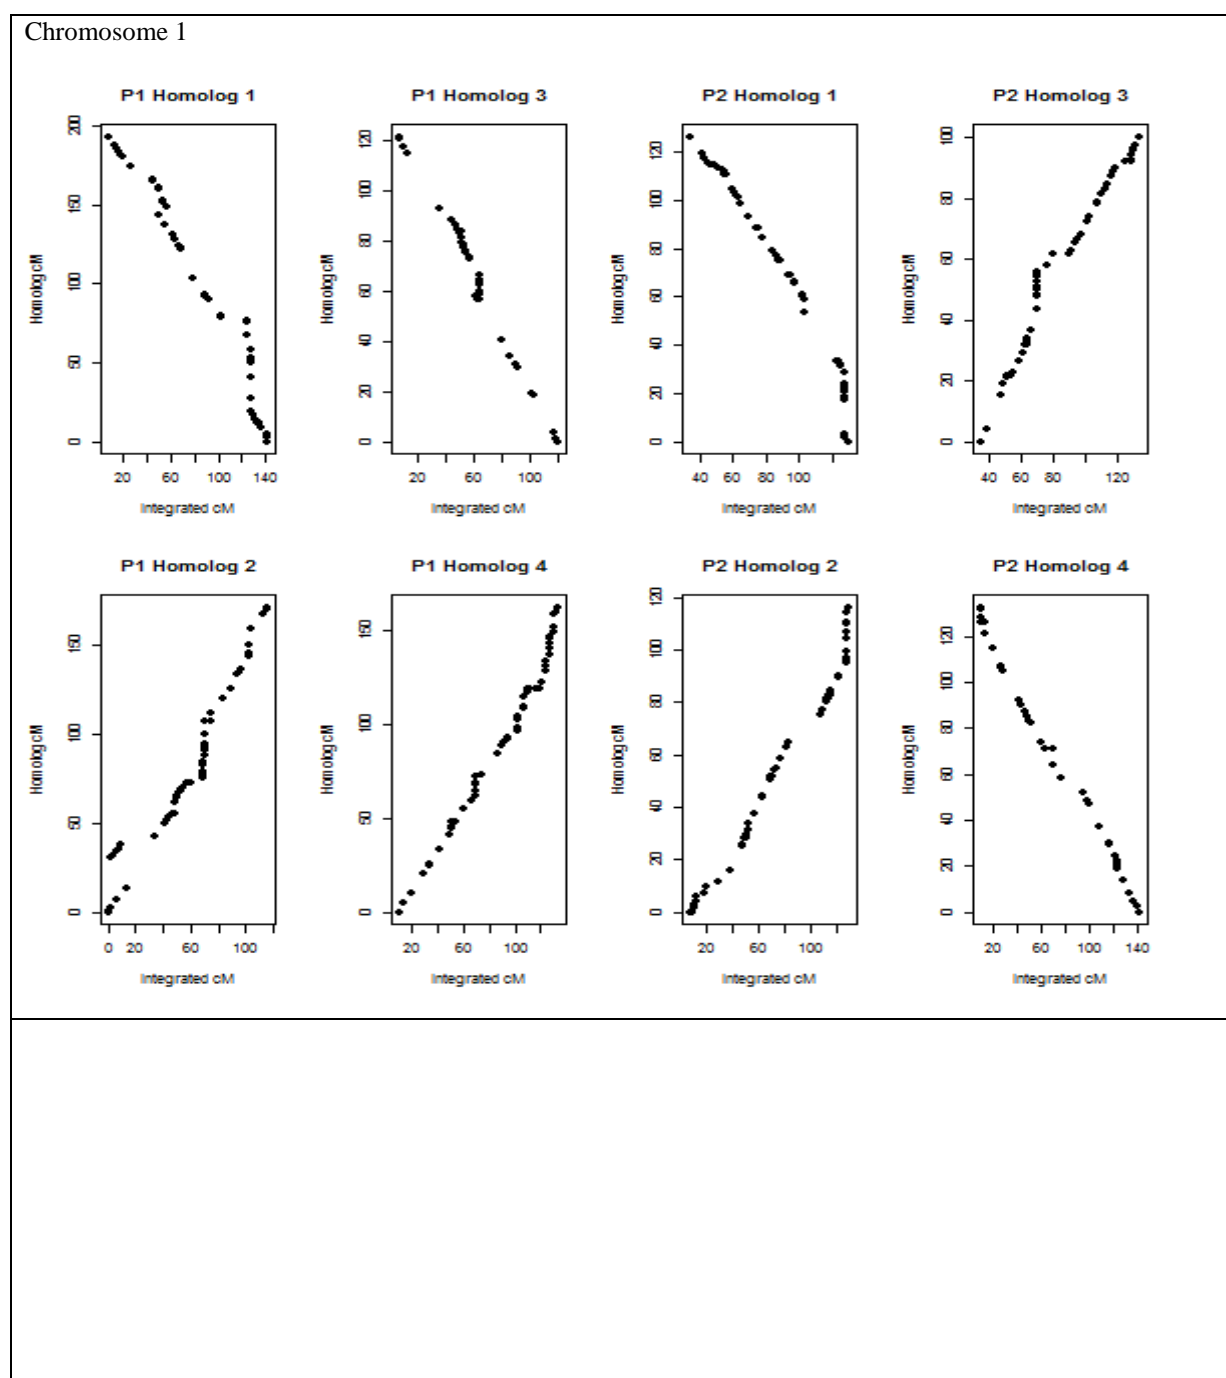 Chromosome 1
P1 Homolog 1
P1 Homolog 3
P2 Homolog 1
P2 Homolog 3
Homolog cM
0 50 100 150 200
20 60 100 140
Integrated cM
Homolog cM
0 20 40 60 80 100 120
20 60 100
Integrated cM
Homolog cM
0 20 40 60 80 100 120
40 60 80 100
Integrated cM
Homolog cM
0 20 40 60 80 100
40 60 80 120
Integrated cM
P1 Homolog 2
P1 Homolog 4
P2 Homolog 2
P2 Homolog 4
Homolog cM
0 50 100 150
0 20 60 100
Integrated cM
Homolog cM
0 50 100 150
20 60 100
Integrated cM
Homolog cM
0 20 40 60 80 100 120
20 60 100
Integrated cM
Homolog cM
0 20 40 60 80 100 120
20 60 100 140
Integrated cM